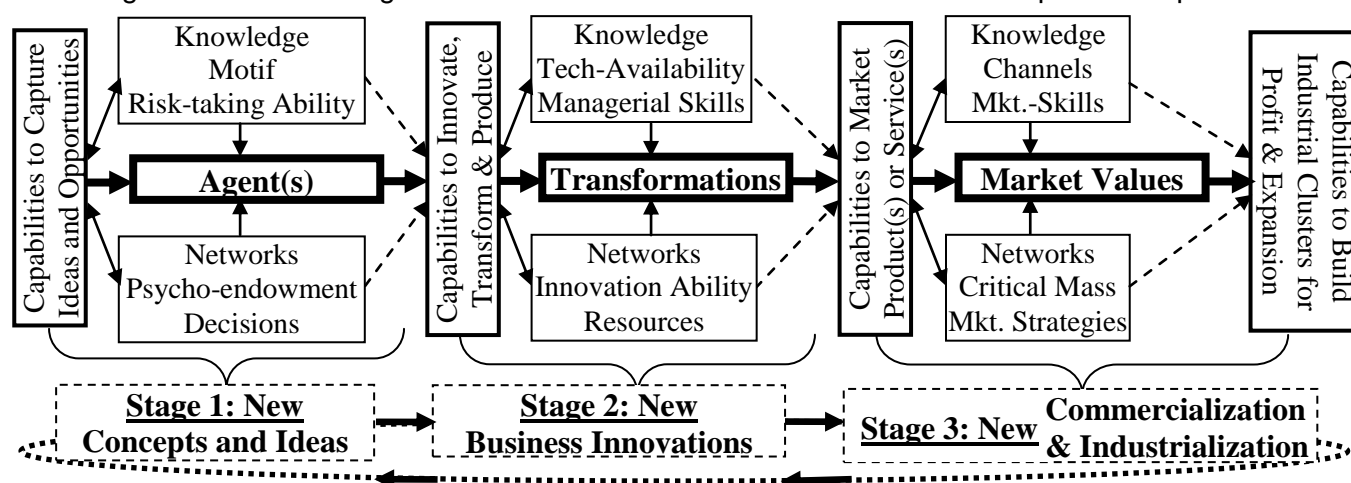 Capabilities to Capture
Ideas and Opportunities
Knowledge
Motif
Risk-taking Ability
Agent(s)
Networks
Psycho-endowment
Decisions
Capabilities to Innovate,
Transform & Produce
Knowledge
Tech-Availability
Managerial Skills
Transformations
Networks
Innovation Ability
Resources
Capabilities to Market
Product(s) or Service(s)
Knowledge
Channels
Mkt.-Skills
Market Values
Networks
Critical Mass
Mkt. Strategies
Capabilities to Build
Industrial Clusters for
Profit & Expansion
Stage 1: New
Concepts and Ideas
Stage 2: New
Business Innovations
Stage 3: New
Commercialization
& Industrialization